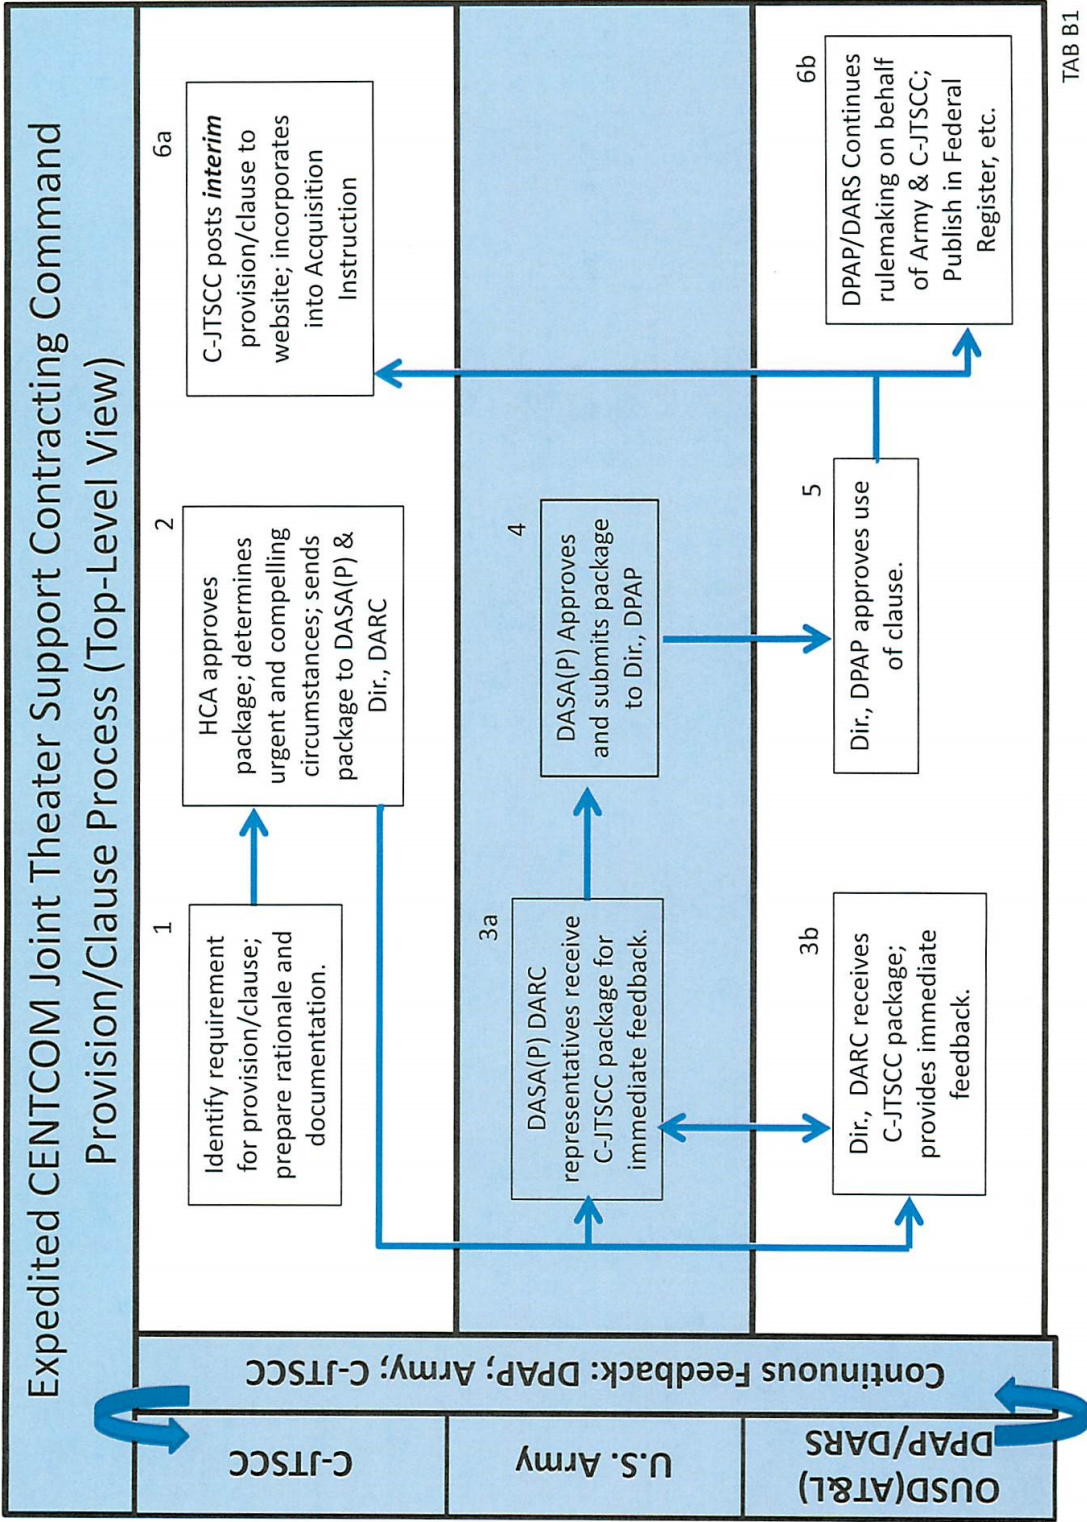 Expedited CENTCOM Joint Theater Support Contracting Command
Provision/Clause Process (Top-Level View)
C-JTSCC
U.S. Army
OUSD(AT&L)
DPAP/DARS
Continuous Feedback: DPAP; Army; C-JTSCC
1
Identify requirement
for provision/clause;
prepare rationale and
documentation.
2
HCA approves
package; determines
urgent and compelling
circumstances; sends
package to DASA(P) &
Dir., DARC
3a
DASA(P) DARC
representatives receive
C-JTSCC package for
immediate feedback.
3b
Dir., DARC receives
C-JTSCC package;
provides immediate
feedback.
4
DASA(P) Approves
and submits package
to Dir., DPAP
5
Dir., DPAP approves use
of clause.
6a
C-JTSCC posts interim
provision/clause to
website; incorporates
into Acquisition
Instruction
6b
DPAP/DARS Continues
rulemaking on behalf
of Army & C-JTSCC;
Publish in Federal
Register, etc.
TAB B1